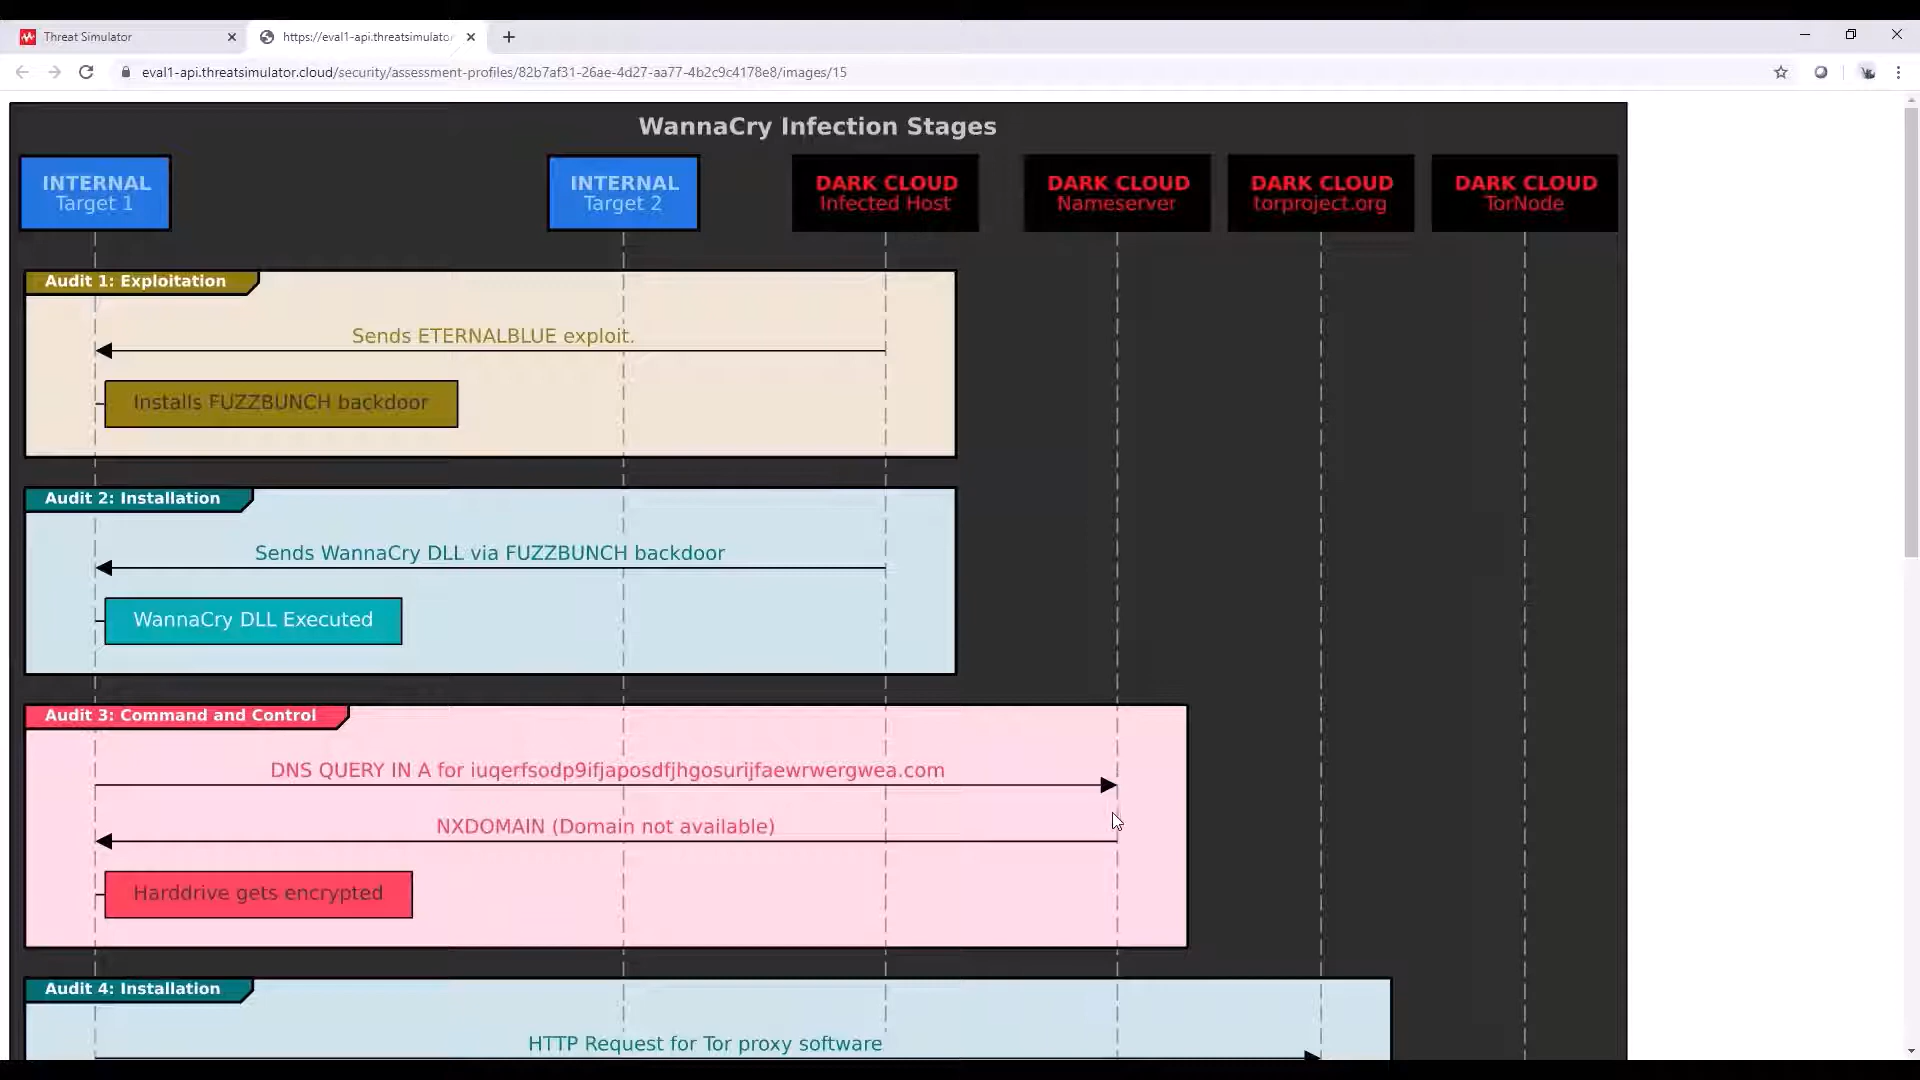 Threat Simulator
https://eval1-api.threatsimulator
eval1-api.threatsimulator.cloud/security/assessment-profiles/82b7af31-26ae-4d27-aa77-4b2c9c4178e8/images/15
WannaCry Infection Stages
INTERNAL
Target 1
INTERNAL
Target 2
DARK CLOUD
Infected Host
DARK CLOUD
Nameserver
DARK CLOUD
torproject.org
DARK CLOUD
TorNode
Audit 1: Exploitation
Sends ETERNALBLUE exploit.
Installs FUZZBUNCH backdoor
Audit 2: Installation
Sends WannaCry DLL via FUZZBUNCH backdoor
WannaCry DLL Executed
Audit 3: Command and Control
DNS QUERY IN A for iuqerfsodp9ifjaposdfjhgosurijfaewrwergwea.com
NXDOMAIN (Domain not available)
Harddrive gets encrypted
Audit 4: Installation
HTTP Request for Tor proxy software